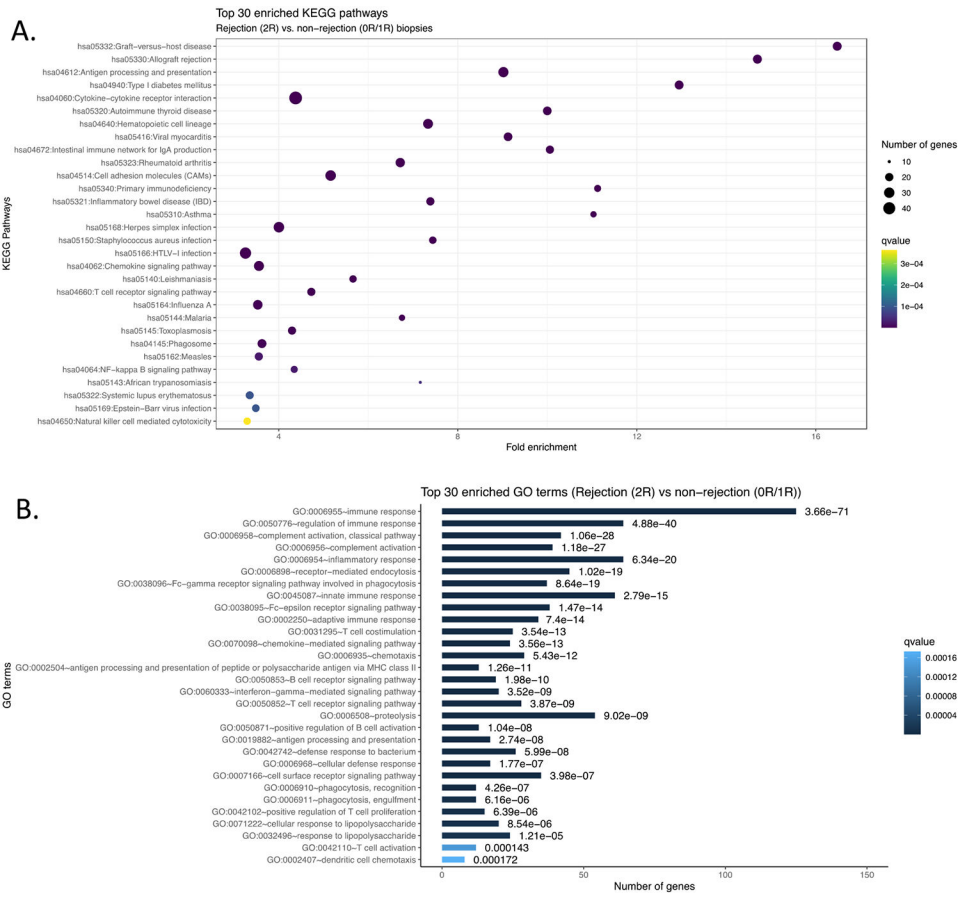 A.
Top 30 enriched KEGG pathways
Rejection (2R) vs. non−rejection (0R/1R) biopsies
KEGG Pathways
hsa05332:Graft−versus−host disease
hsa05330:Allograft rejection
hsa04612:Antigen processing and presentation
hsa04940:Type I diabetes mellitus
hsa04060:Cytokine−cytokine receptor interaction
hsa05320:Autoimmune thyroid disease
hsa04640:Hematopoietic cell lineage
hsa05416:Viral myocarditis
hsa04672:Intestinal immune network for IgA production
hsa05323:Rheumatoid arthritis
hsa04514:Cell adhesion molecules (CAMs)
hsa05340:Primary immunodeficiency
hsa05321:Inflammatory bowel disease (IBD)
hsa05310:Asthma
hsa05168:Herpes simplex infection
hsa05150:Staphylococcus aureus infection
hsa05166:HTLV−I infection
hsa04062:Chemokine signaling pathway
hsa05140:Leishmaniasis
hsa04660:T cell receptor signaling pathway
hsa05164:Influenza A
hsa05144:Malaria
hsa05145:Toxoplasmosis
hsa04145:Phagosome
hsa05162:Measles
hsa04064:NF−kappa B signaling pathway
hsa05143:African trypanosomiasis
hsa05322:Systemic lupus erythematosus
hsa05169:Epstein−Barr virus infection
hsa04650:Natural killer cell mediated cytotoxicity
4 8 12 16
Fold enrichment
Number of genes
10
20
30
40
qvalue
3e−04
2e−04
1e−04
B.
Top 30 enriched GO terms (Rejection (2R) vs non−rejection (0R/1R))
GO terms
GO:0006955~immune response 3.66e−71
GO:0050776~regulation of immune response 4.88e−40
GO:0006958~complement activation, classical pathway 1.06e−28
GO:0006956~complement activation 1.18e−27
GO:0006954~inflammatory response 6.34e−20
GO:0006898~receptor−mediated endocytosis 1.02e−19
GO:0038096~Fc−gamma receptor signaling pathway involved in phagocytosis 8.64e−19
GO:0045087~innate immune response 2.79e−15
GO:0038095~Fc−epsilon receptor signaling pathway 1.47e−14
GO:0002250~adaptive immune response 7.4e−14
GO:0031295~T cell costimulation 3.54e−13
GO:0070098~chemokine−mediated signaling pathway 3.56e−13
GO:0006935~chemotaxis 5.43e−12
GO:0002504~antigen processing and presentation of peptide or polysaccharide antigen via MHC class II 1.26e−11
GO:0050853~B cell receptor signaling pathway 1.98e−10
GO:0060333~interferon−gamma−mediated signaling pathway 3.52e−09
GO:0050852~T cell receptor signaling pathway 3.87e−09
GO:0006508~proteolysis 9.02e−09
GO:0050871~positive regulation of B cell activation 1.04e−08
GO:0019882~antigen processing and presentation 2.74e−08
GO:0042742~defense response to bacterium 5.99e−08
GO:0006968~cellular defense response 1.77e−07
GO:0007166~cell surface receptor signaling pathway 3.98e−07
GO:0006910~phagocytosis, recognition 4.26e−07
GO:0006911~phagocytosis, engulfment 6.16e−06
GO:0042102~positive regulation of T cell proliferation 6.39e−06
GO:0071222~cellular response to lipopolysaccharide 8.54e−06
GO:0032496~response to lipopolysaccharide 1.21e−05
GO:0042110~T cell activation 0.000143
GO:0002407~dendritic cell chemotaxis 0.000172
0 50 100 150
Number of genes
qvalue
0.00016
0.00012
0.00008
0.00004